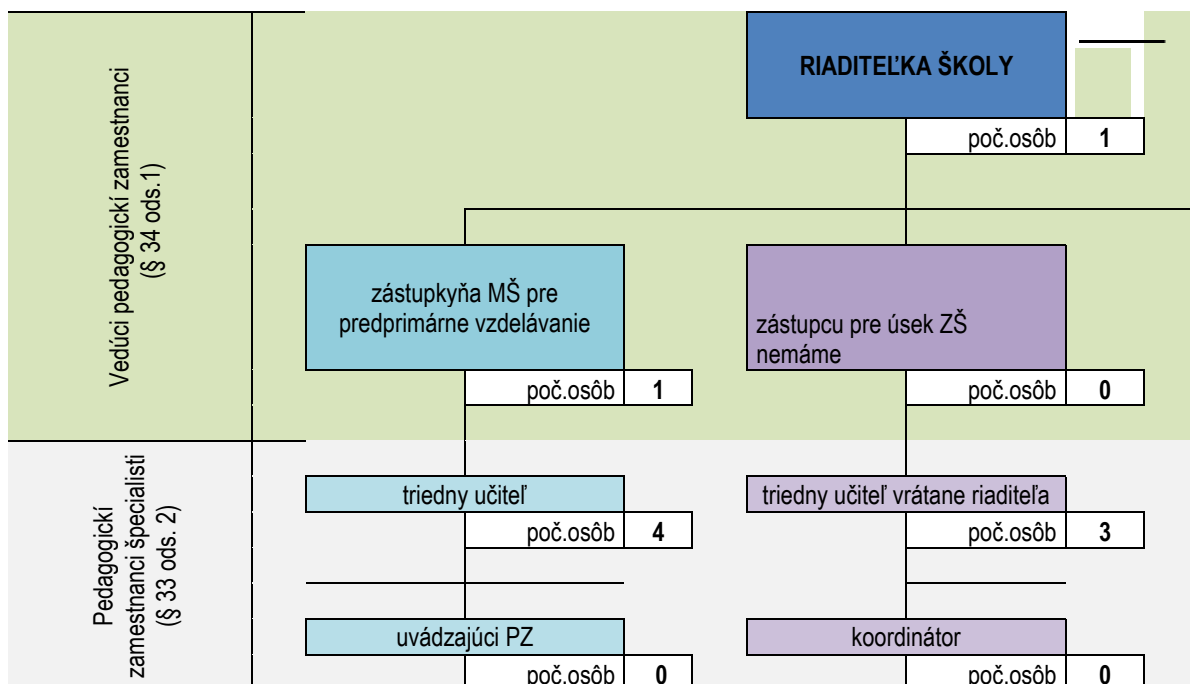 Vedúci pedagogickí zamestnanci
(§ 34 ods.1)
RIADITEĽKA ŠKOLY
poč.osôb 1
zástupkyňa MŠ pre
predprimárne vzdelávanie
poč.osôb 1
zástupcu pre úsek ZŠ
nemáme
poč.osôb 0
Pedagogickí
zamestnanci špecialisti
(§ 33 ods. 2)
triedny učiteľ
poč.osôb 4
triedny učiteľ vrátane riaditeľa
poč.osôb 3
uvádzajúci PZ
poč.osôb 0
koordinátor
poč.osôb 0